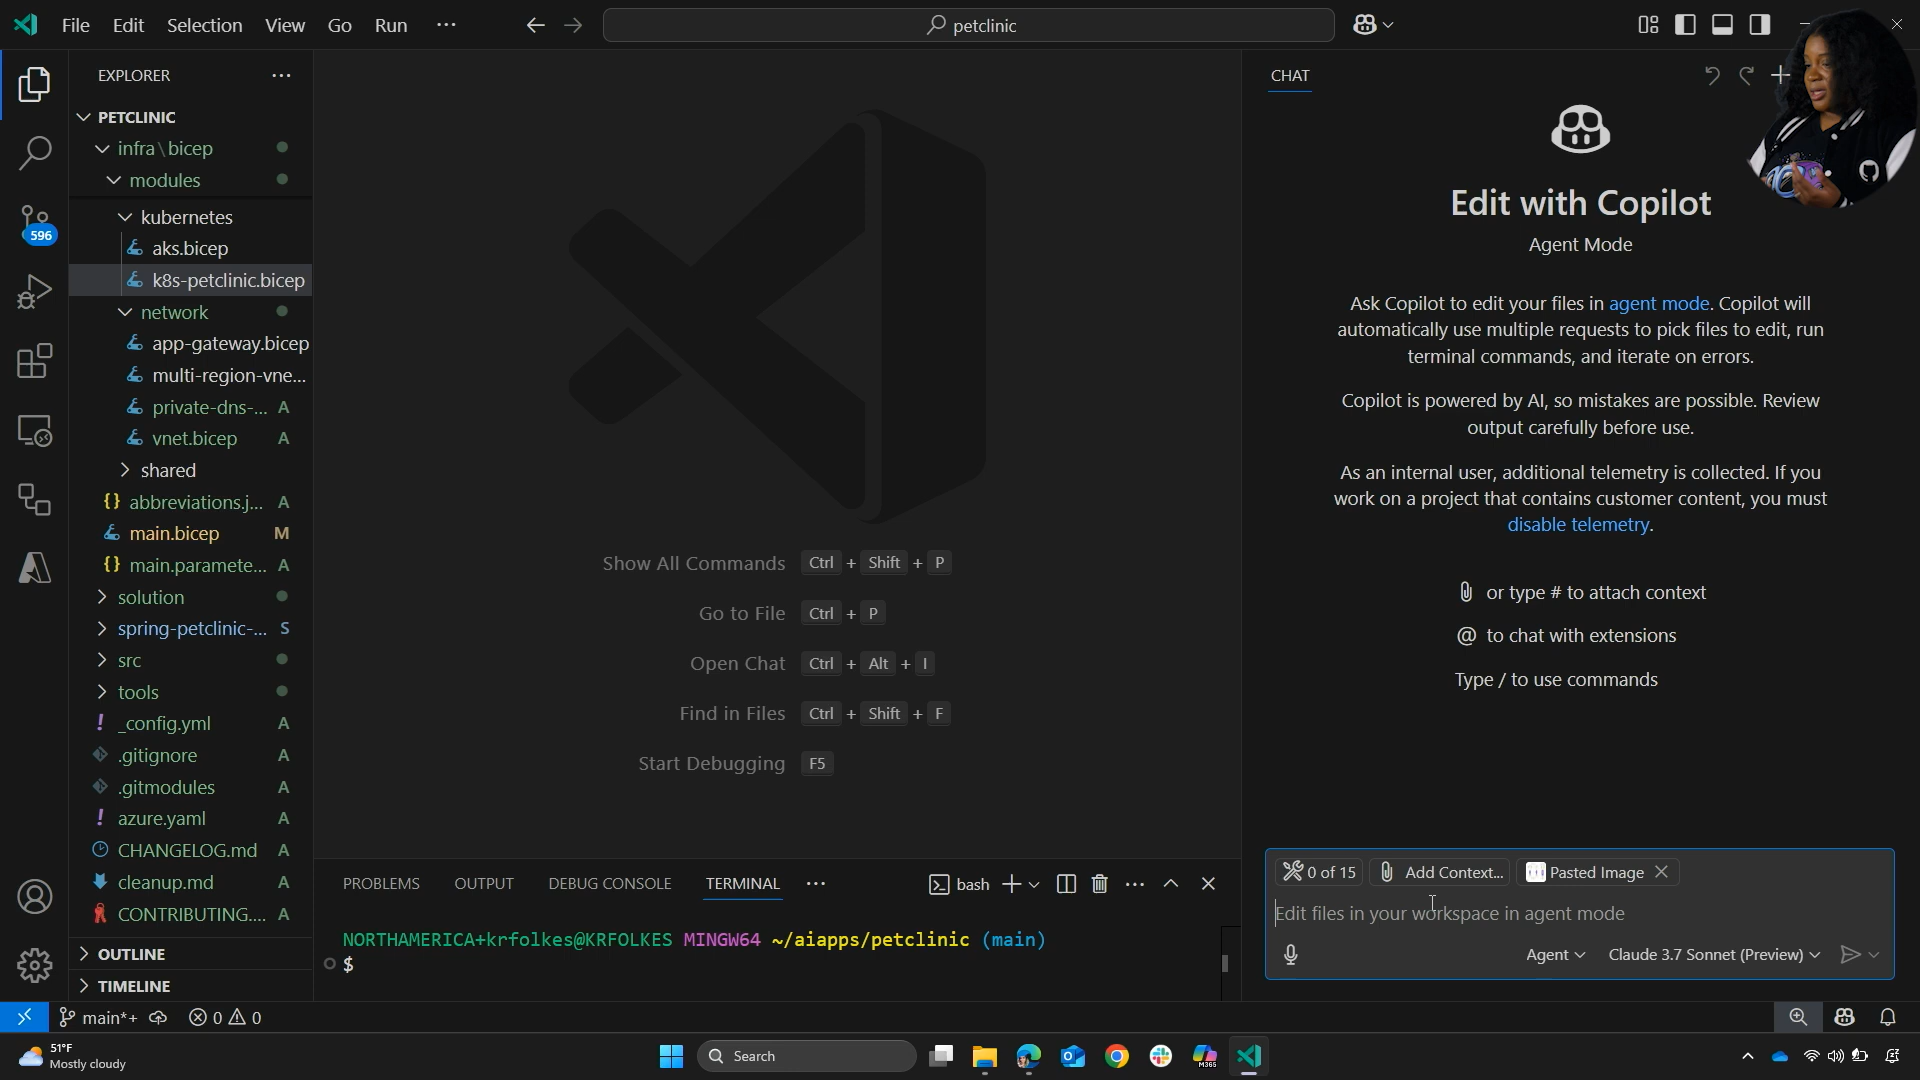 File Edit Selection View Go Run ···
petclinic
EXPLORER ···
PETCLINIC
infra\bicep
modules
kubernetes
aks.bicep
k8s-petclinic.bicep
network
app-gateway.bicep
multi-region-vne...
private-dns-... A
vnet.bicep A
shared
{} abbreviations.j... A
main.bicep M
{} main.paramete... A
solution
spring-petclinic-... S
src
tools
! _config.yml A
.gitignore A
.gitmodules A
! azure.yaml A
CHANGELOG.md A
cleanup.md A
CONTRIBUTING.... A
OUTLINE
TIMELINE
596
Show All Commands Ctrl + Shift + P
Go to File Ctrl + P
Open Chat Ctrl + Alt + I
Find in Files Ctrl + Shift + F
Start Debugging F5
PROBLEMS OUTPUT DEBUG CONSOLE TERMINAL ··· bash ···
NORTHAMERICA+krfolkes@KRFOLKES MINGW64 ~/aiapps/petclinic (main)
$
CHAT
Edit with Copilot
Agent Mode
Ask Copilot to edit your files in agent mode. Copilot will
automatically use multiple requests to pick files to edit, run
terminal commands, and iterate on errors.
Copilot is powered by AI, so mistakes are possible. Review
output carefully before use.
As an internal user, additional telemetry is collected. If you
work on a project that contains customer content, you must
disable telemetry.
or type # to attach context
@ to chat with extensions
Type / to use commands
0 of 15 Add Context... Pasted Image
Edit files in your workspace in agent mode
Agent Claude 3.7 Sonnet (Preview)
main*+ 0 0
51°F
Mostly cloudy
Search
M365